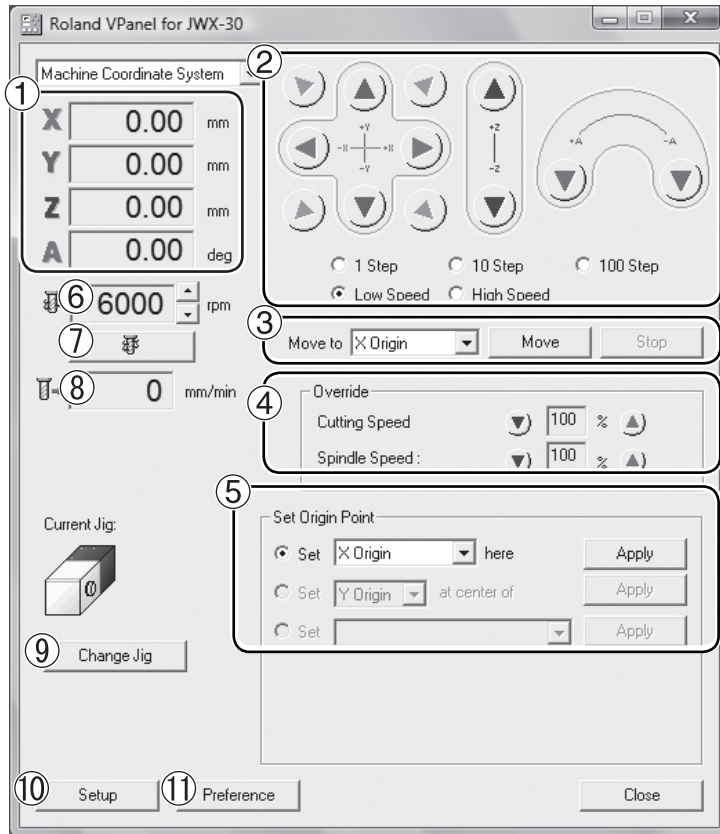 Roland VPanel for JWX-30
Machine Coordinate System
①
②
X 0.00 mm
Y 0.00 mm
Z 0.00 mm
A 0.00 deg
+Y
-X +X
-Y
+Z
-Z
+A -A
1 Step 10 Step 100 Step
Low Speed High Speed
⑥ 6000 rpm
⑦
⑧ 0 mm/min
③
Move to X Origin Move Stop
④
Override
Cutting Speed 100 %
Spindle Speed : 100 %
⑤
Set Origin Point
Set X Origin here Apply
Set Y Origin at center of Apply
Set Apply
Current Jig:
⑨ Change Jig
⑩ Setup
⑪ Preference
Close